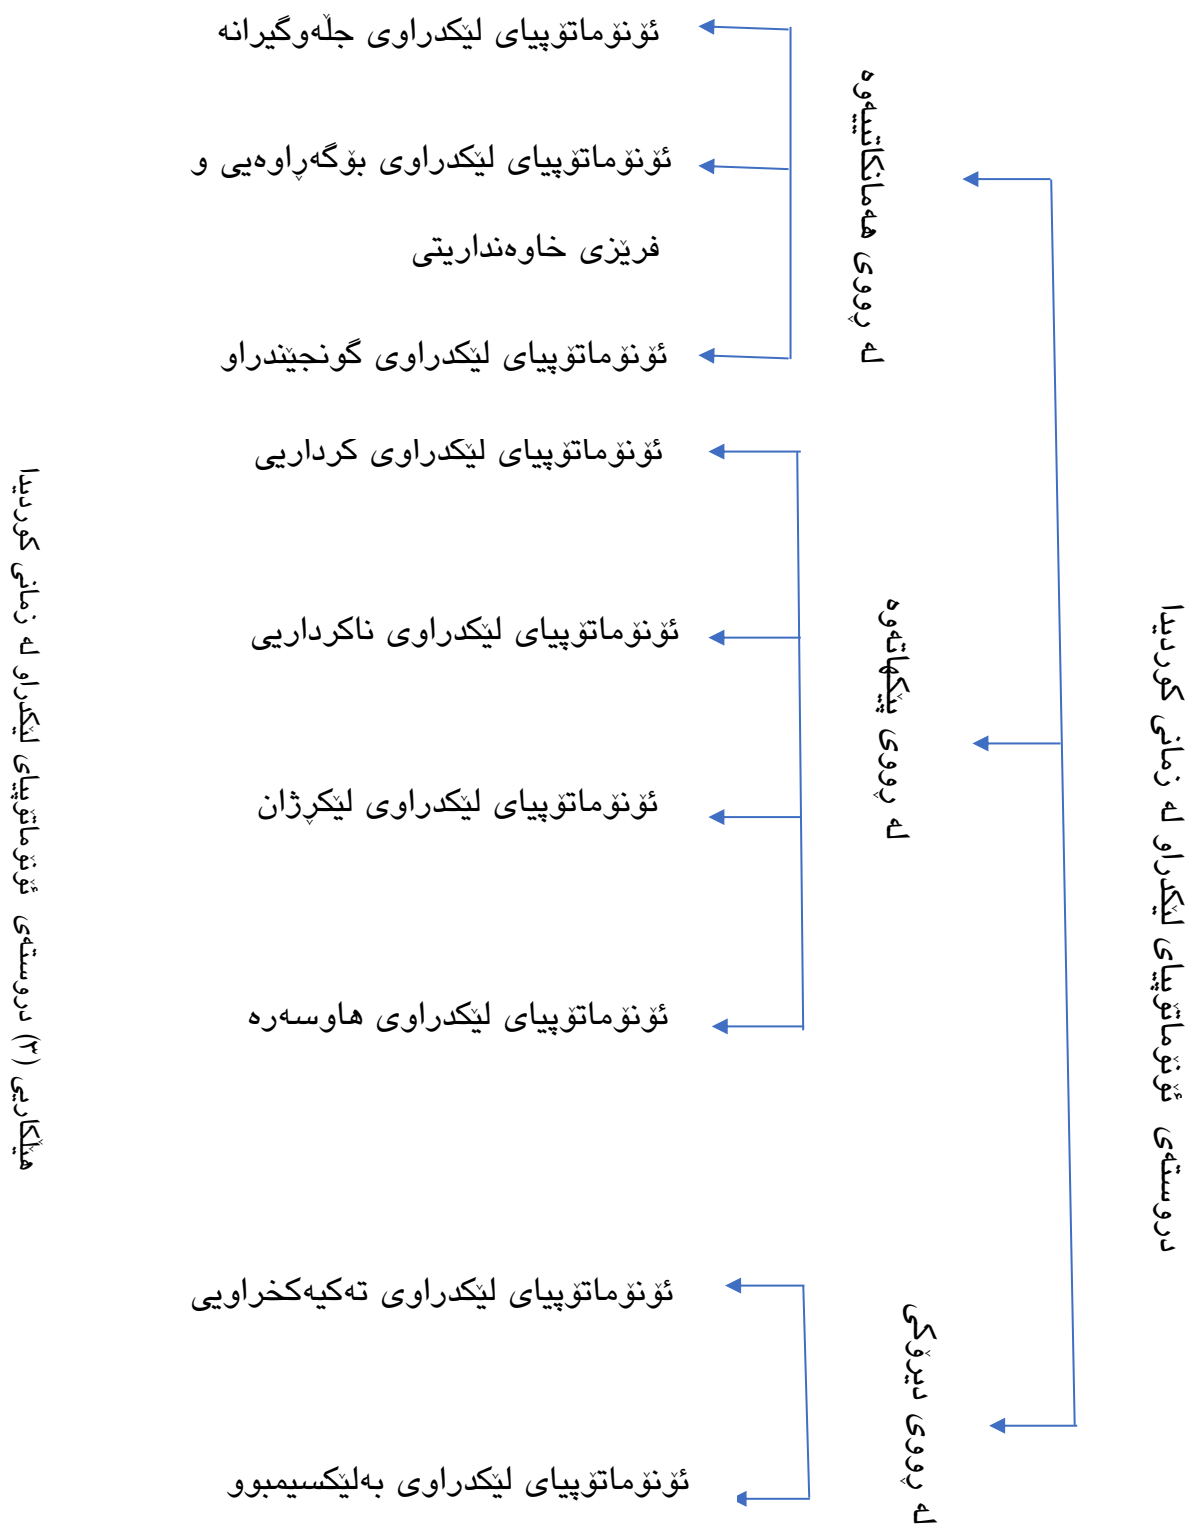 دروستەی ئۆنۆماتۆپیای لێکدراو لە زمانی کوردیدا
لە ڕووی هەمانکاتییەوە
ئۆنۆماتۆپیای لێکدراوی جڵەوگیرانە
ئۆنۆماتۆپیای لێکدراوی بۆگەڕاوەیی و
فرێزی خاوەنداریتی
ئۆنۆماتۆپیای لێکدراوی گونجێندراو
لە ڕووی پێکهاتەوە
ئۆنۆماتۆپیای لێکدراوی کرداریی
ئۆنۆماتۆپیای لێکدراوی ناکرداریی
ئۆنۆماتۆپیای لێکدراوی لێکڕژان
ئۆنۆماتۆپیای لێکدراوی هاوسەرە
لە ڕووی دیرۆکی
ئۆنۆماتۆپیای لێکدراوی تەکیەکخراویی
ئۆنۆماتۆپیای لێکدراوی بەلێکسیمبوو
هێڵکاریی (٣) دروستەی ئۆنۆماتۆپیای لێکدراو لە زمانی کوردیدا